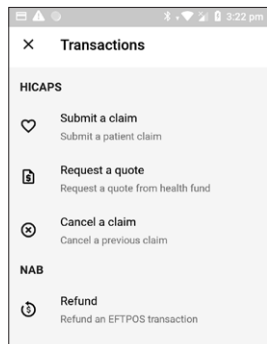 3:22 pm
Transactions
HICAPS
Submit a claim
Submit a patient claim
Request a quote
Request a quote from health fund
Cancel a claim
Cancel a previous claim
NAB
Refund
Refund an EFTPOS transaction